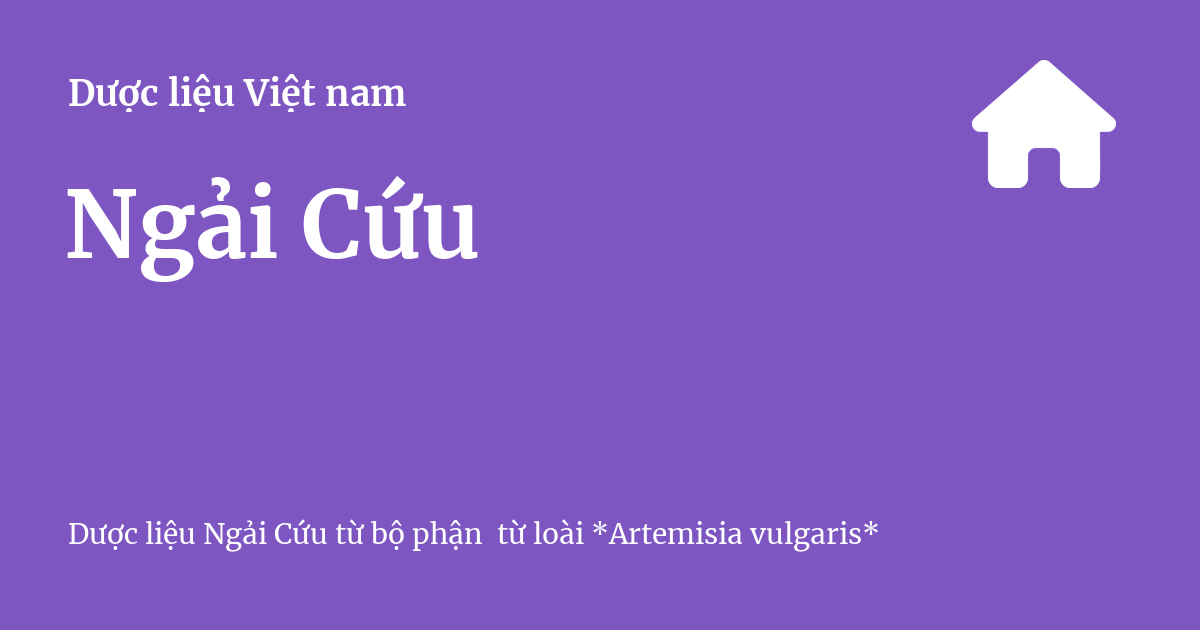 Dược liệu Việt nam
Ngải Cứu
Dược liệu Ngải Cứu từ bộ phận  từ loài *Artemisia vulgaris*